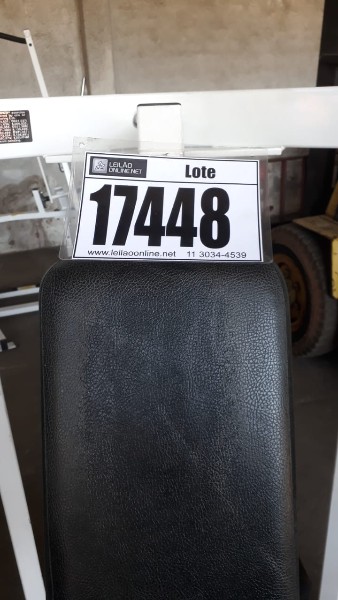 LEILÃO
ONLINE.NET
Lote
17448
www.leilaoonline.net 11 3034-4539